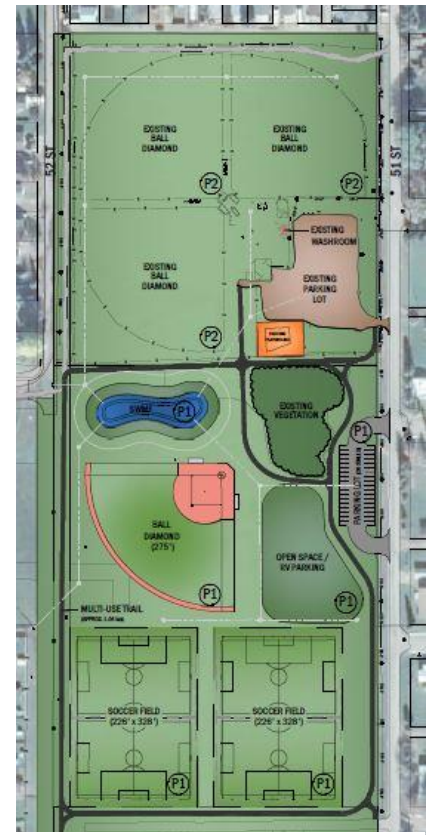 52 ST
51 ST
EXISTING
BALL
DIAMOND
EXISTING
BALL
DIAMOND
P2
P2
EXISTING
WASHROOM
EXISTING
BALL
DIAMOND
EXISTING
PARKING
LOT
P2
P1
EXISTING
VEGETATION
P1
PARKING LOT
BALL
DIAMOND
(275')
OPEN SPACE /
RV PARKING
P1
P1
MULTI-USE TRAIL
SOCCER FIELD
(226' x 328')
SOCCER FIELD
(226' x 328')
P1
P1